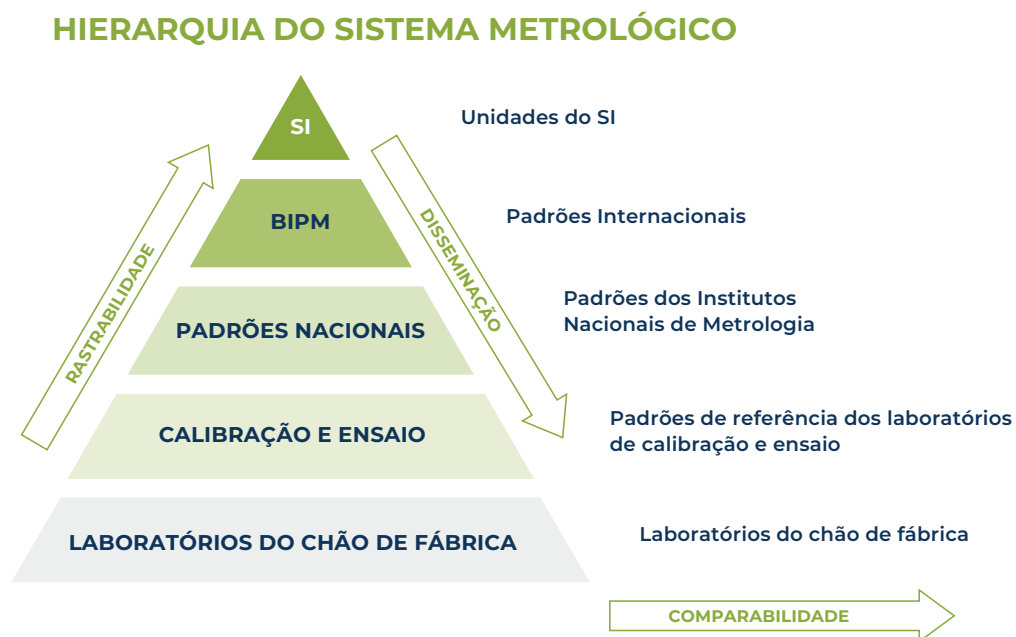 HIERARQUIA DO SISTEMA METROLÓGICO
SI
Unidades do SI
BIPM
Padrões Internacionais
RASTRABILIDADE
DISSEMINAÇÃO
PADRÕES NACIONAIS
Padrões dos Institutos
Nacionais de Metrologia
CALIBRAÇÃO E ENSAIO
Padrões de referência dos laboratórios
de calibração e ensaio
LABORATÓRIOS DO CHÃO DE FÁBRICA
Laboratórios do chão de fábrica
COMPARABILIDADE